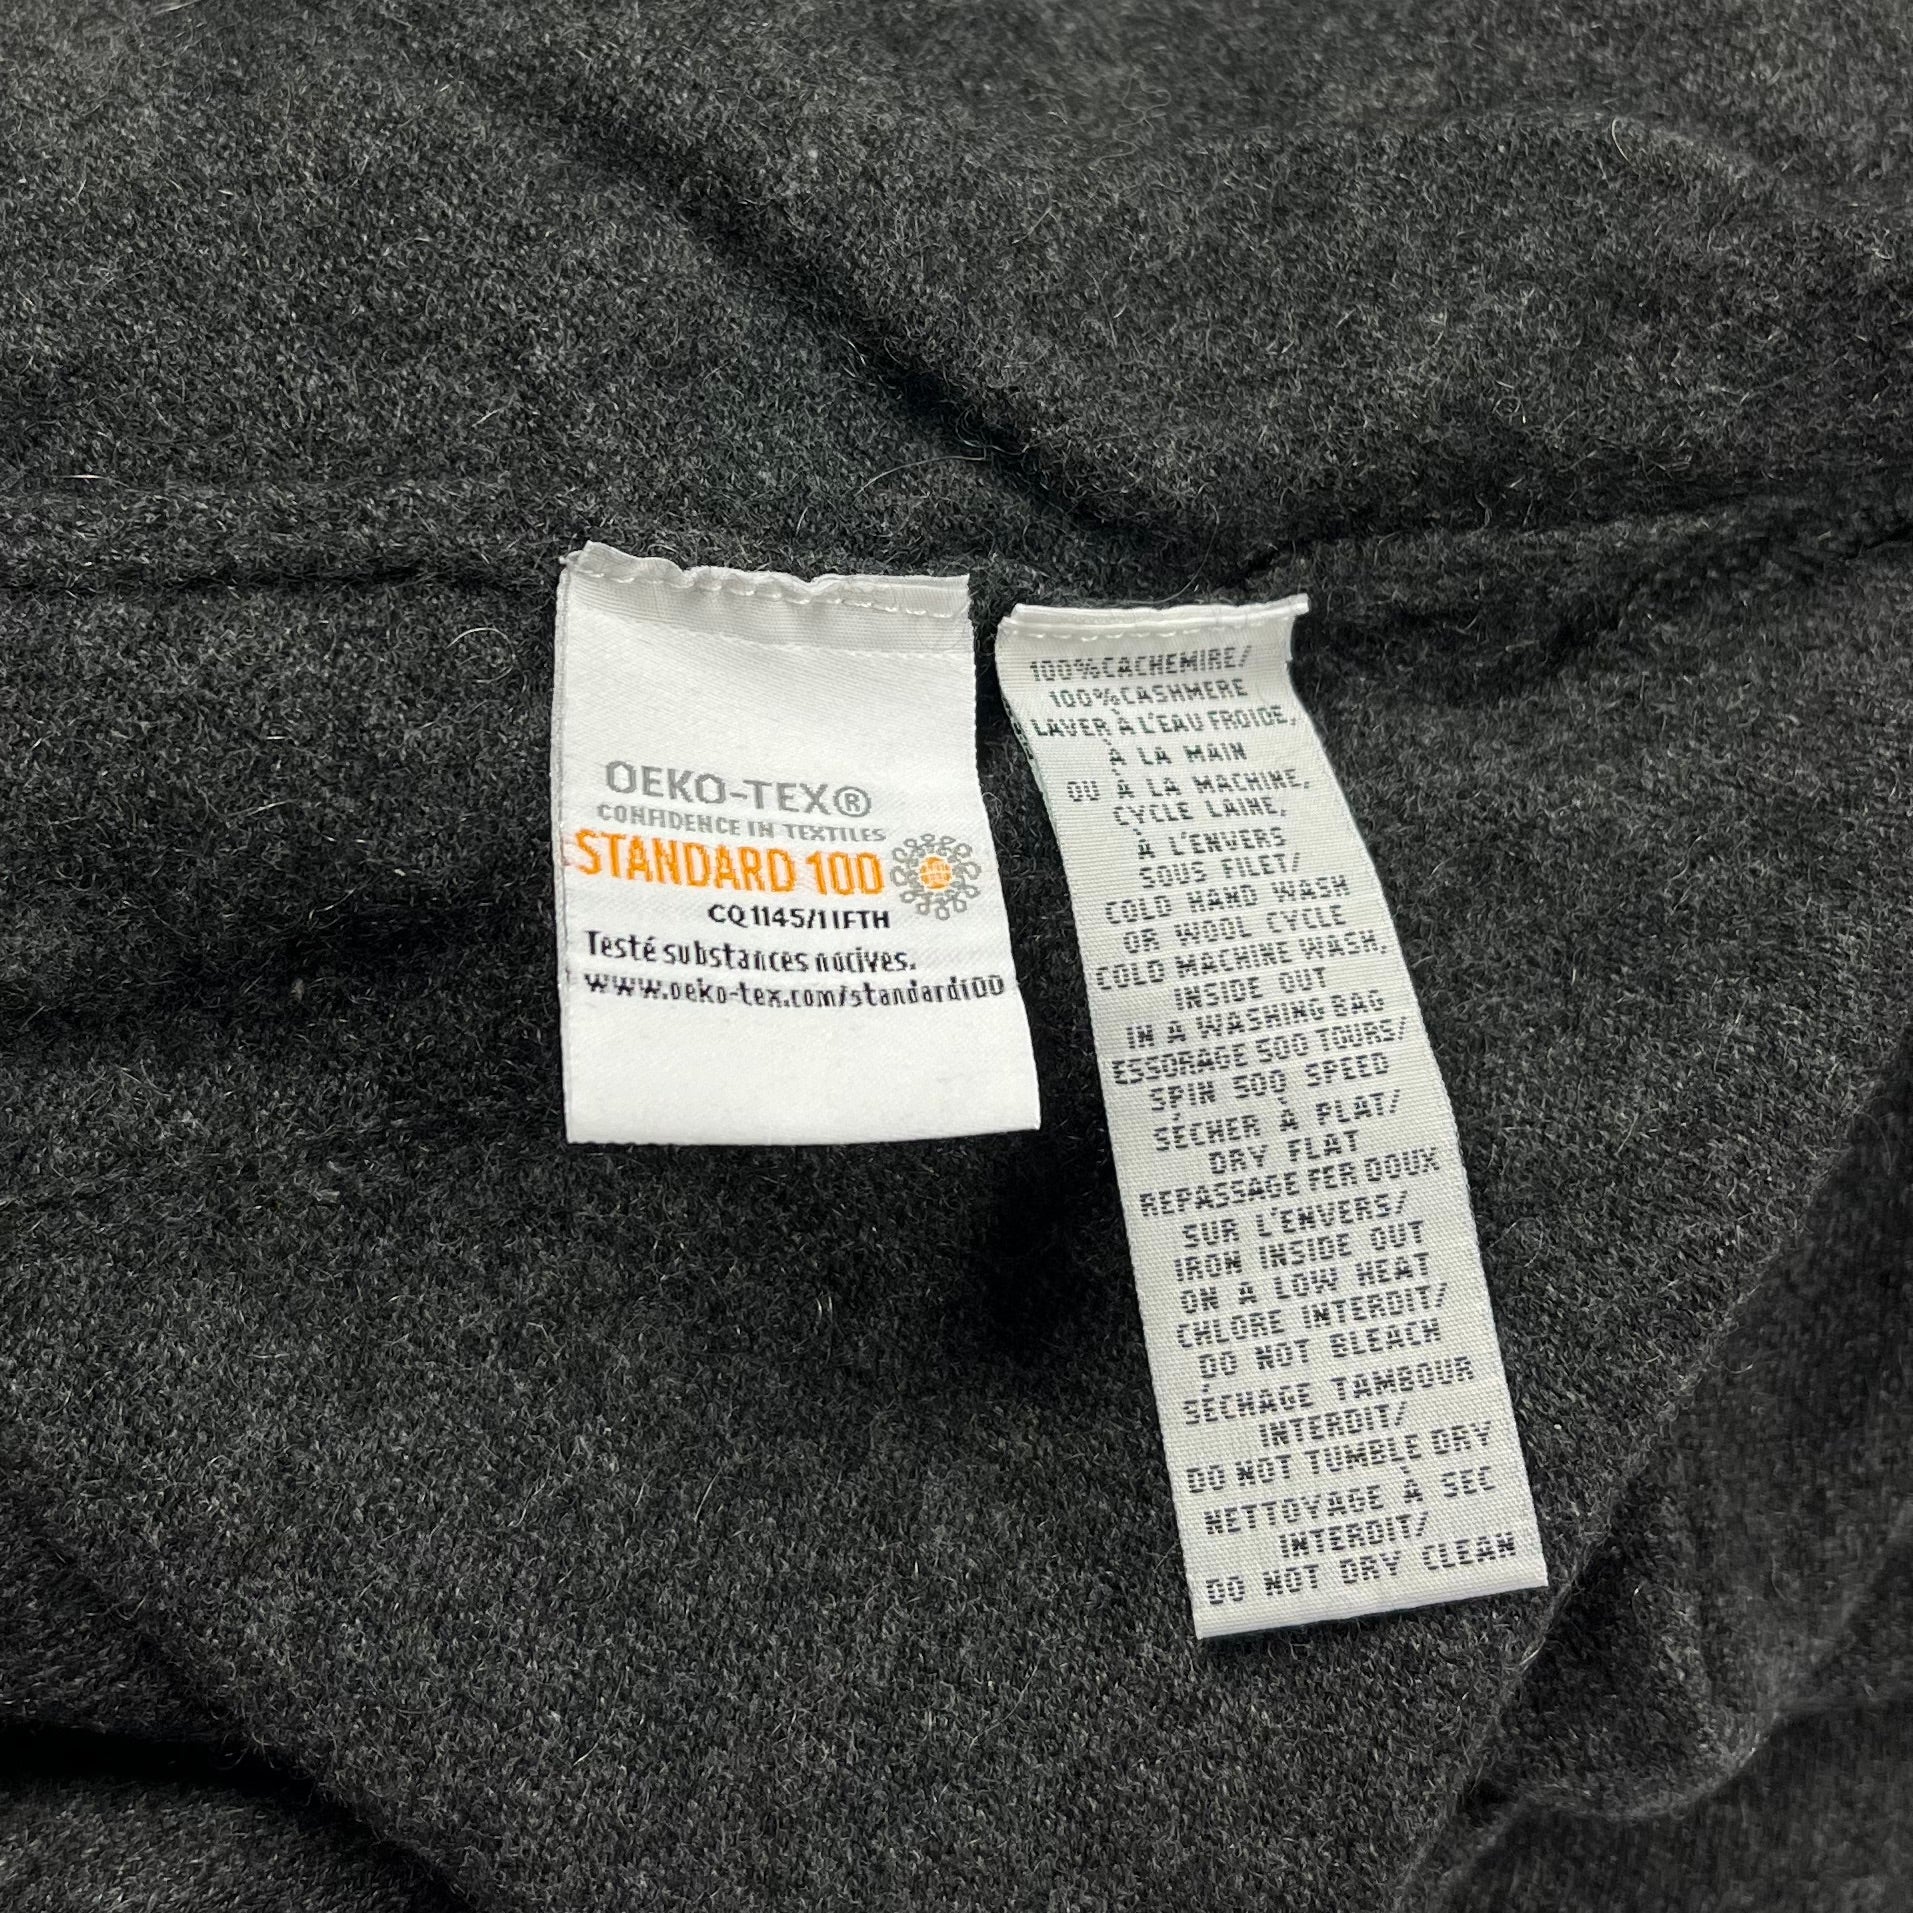 OEKO-TEX®
CONFIDENCE IN TEXTILES
STANDARD 100
CQ 1145/1 IFTH
Testé substances nocives.
www.oeko-tex.com/standard100
100%CACHEMIRE/
100%CASHMERE
LAVER À L'EAU FROIDE,
À LA MAIN
OU À LA MACHINE,
CYCLE LAINE,
À L'ENVERS
SOUS FILET/
COLD HAND WASH
OR WOOL CYCLE
COLD MACHINE WASH,
INSIDE OUT
IN A WASHING BAG
ESSORAGE 500 TOURS/
SPIN 500 SPEED
SÉCHER À PLAT/
DRY FLAT
REPASSAGE FER DOUX
SUR L'ENVERS/
IRON INSIDE OUT
ON A LOW HEAT
CHLORE INTERDIT/
DO NOT BLEACH
SÉCHAGE TAMBOUR
INTERDIT/
DO NOT TUMBLE DRY
NETTOYAGE À SEC
INTERDIT/
DO NOT DRY CLEAN